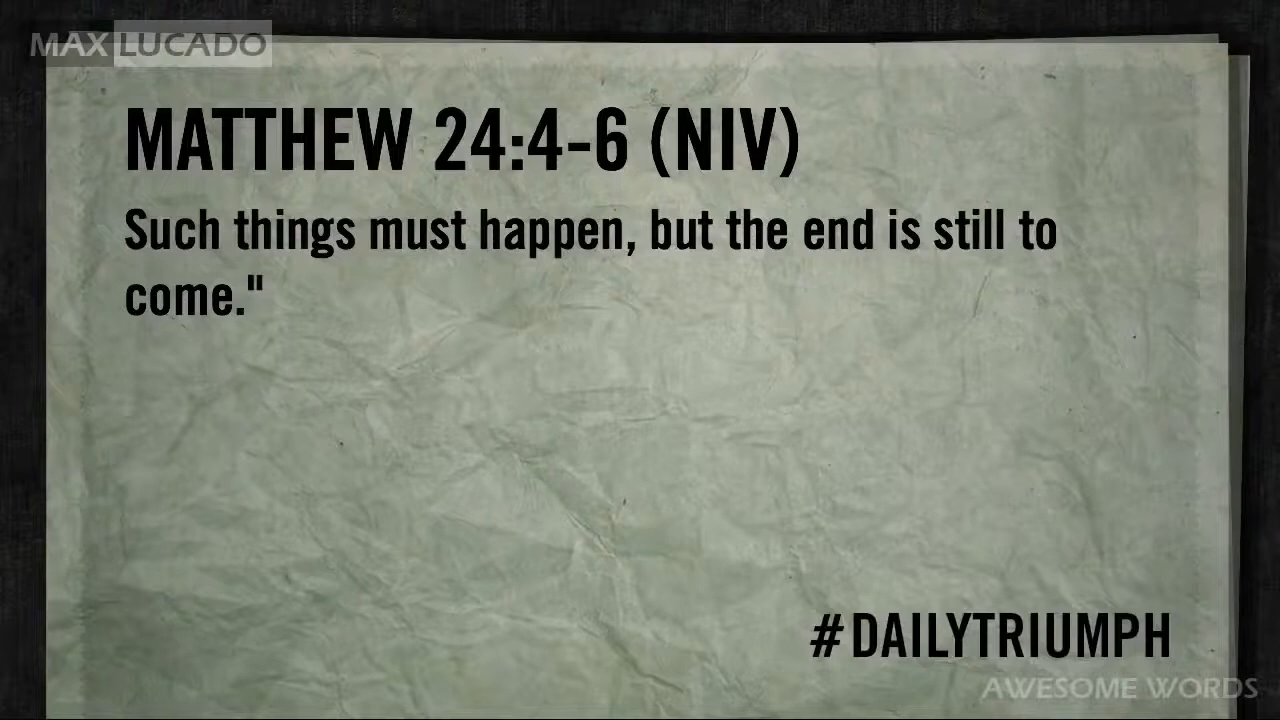 MAX LUCADO
MATTHEW 24:4-6 (NIV)
Such things must happen, but the end is still to
come."
#DAILYTRIUMPH
AWESOME WORDS